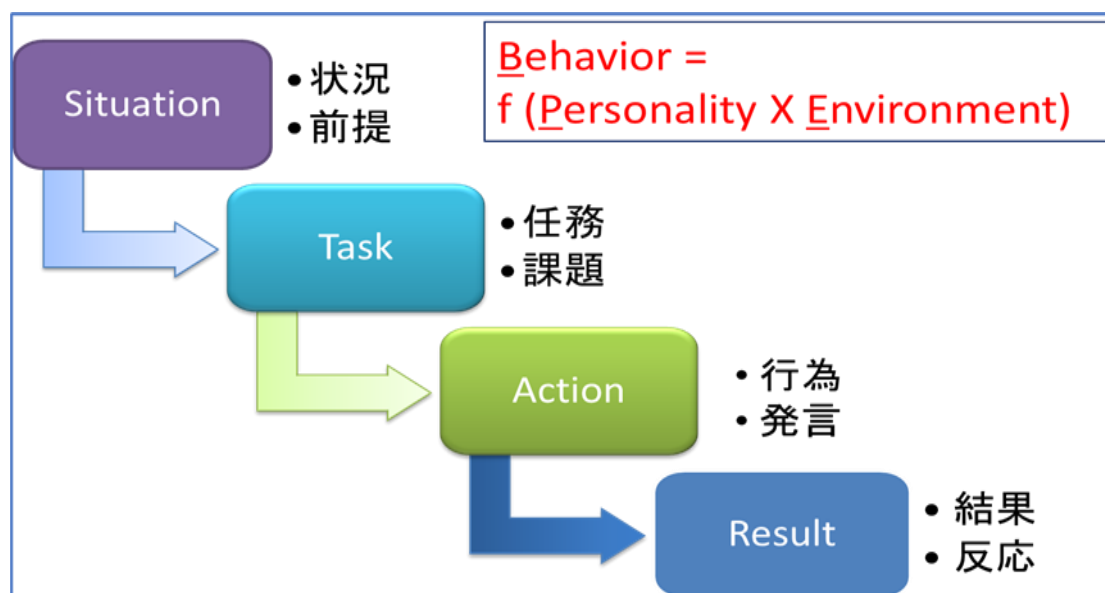 Behavior =
f (Personality X Environment)
Situation
• 状況
• 前提
Task
• 任務
• 課題
Action
• 行為
• 発言
Result
• 結果
• 反応